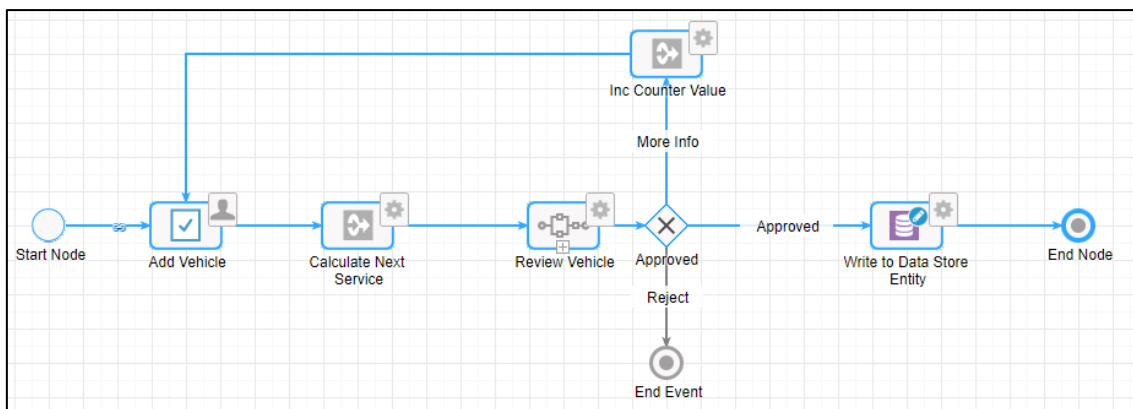 Inc Counter Value
More Info
Start Node
Add Vehicle
Calculate Next
Service
Review Vehicle
Approved
Approved
Write to Data Store
Entity
End Node
Reject
End Event